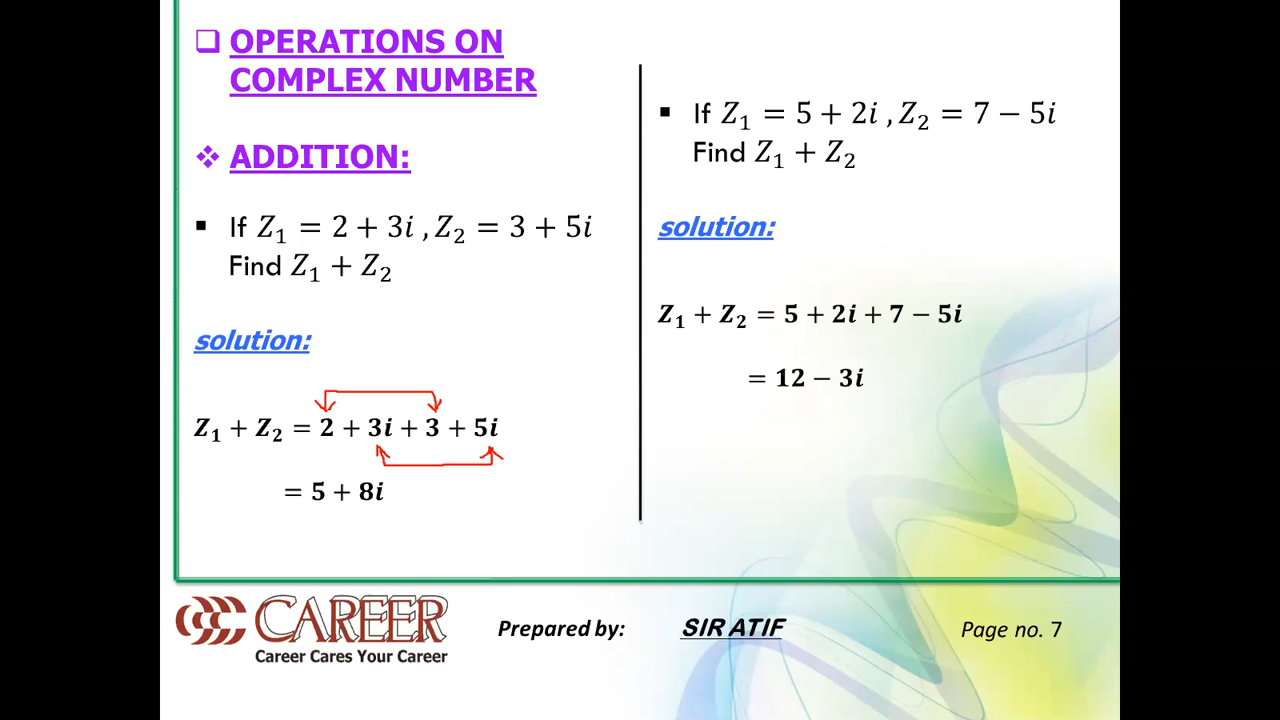 ❑ OPERATIONS ON
COMPLEX NUMBER
❖ ADDITION:
▪ If Z₁ = 2 + 3i , Z₂ = 3 + 5i
Find Z₁ + Z₂
solution:
Z₁ + Z₂ = 2 + 3i + 3 + 5i
= 5 + 8i
▪ If Z₁ = 5 + 2i , Z₂ = 7 − 5i
Find Z₁ + Z₂
solution:
Z₁ + Z₂ = 5 + 2i + 7 − 5i
= 12 − 3i
CAREER
Career Cares Your Career
Prepared by: SIR ATIF
Page no. 7